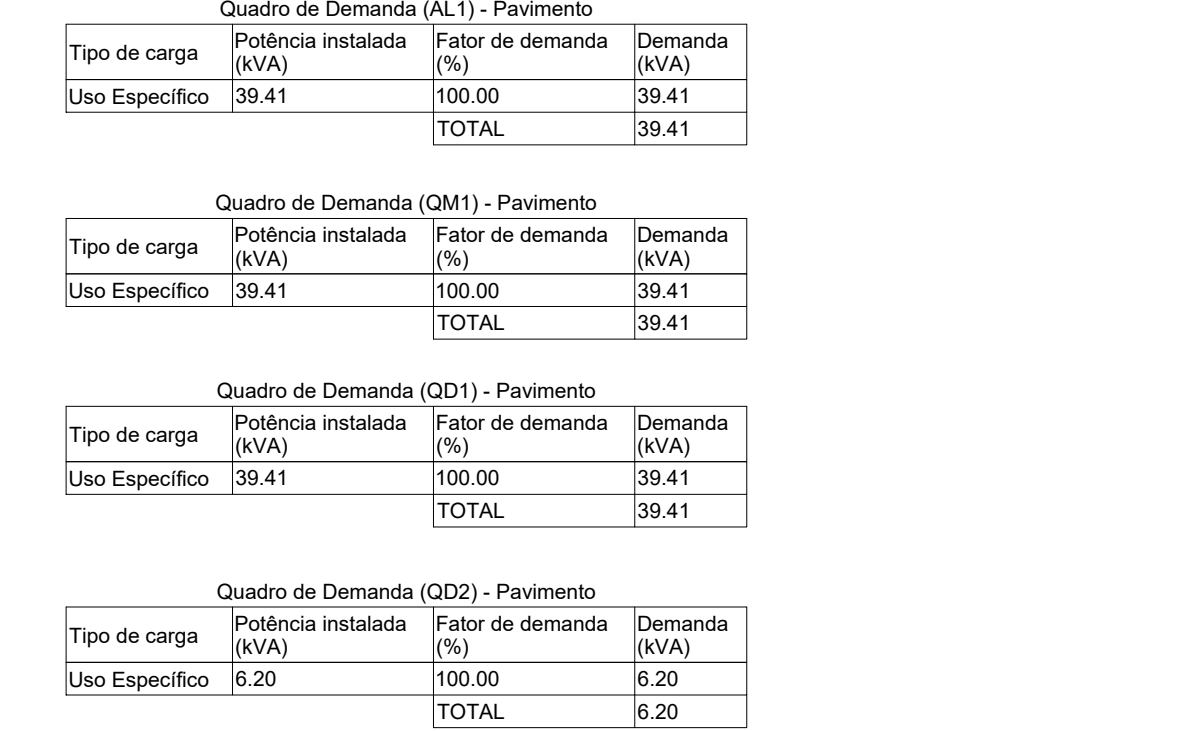 Quadro de Demanda (AL1) - Pavimento
Tipo de carga
Potência instalada
(kVA)
Fator de demanda
(%)
Demanda
(kVA)
Uso Específico
39.41
100.00
39.41
TOTAL
39.41
Quadro de Demanda (QM1) - Pavimento
Tipo de carga
Potência instalada
(kVA)
Fator de demanda
(%)
Demanda
(kVA)
Uso Específico
39.41
100.00
39.41
TOTAL
39.41
Quadro de Demanda (QD1) - Pavimento
Tipo de carga
Potência instalada
(kVA)
Fator de demanda
(%)
Demanda
(kVA)
Uso Específico
39.41
100.00
39.41
TOTAL
39.41
Quadro de Demanda (QD2) - Pavimento
Tipo de carga
Potência instalada
(kVA)
Fator de demanda
(%)
Demanda
(kVA)
Uso Específico
6.20
100.00
6.20
TOTAL
6.20